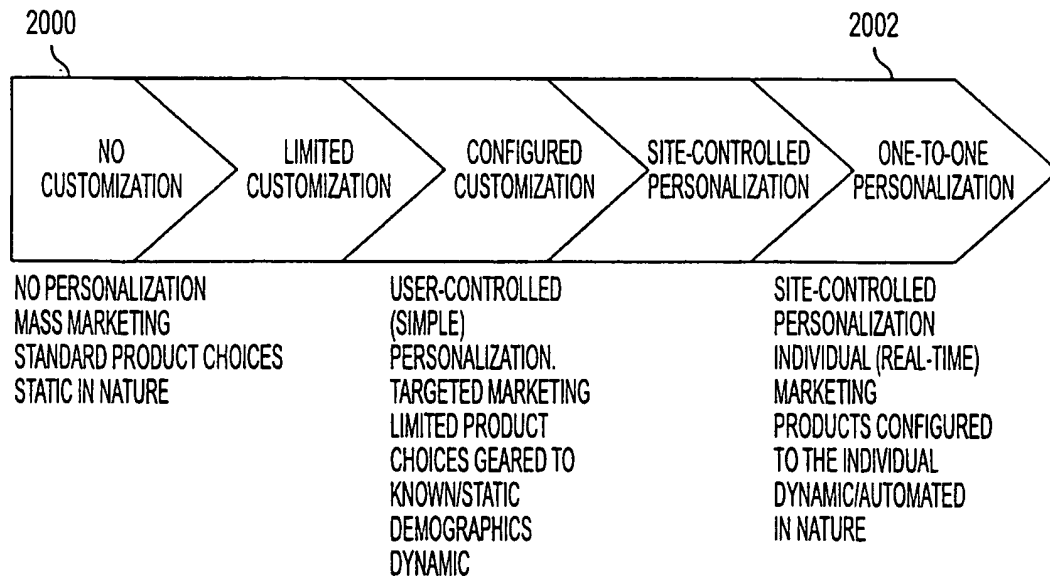 2000
2002
NO
CUSTOMIZATION
LIMITED
CUSTOMIZATION
CONFIGURED
CUSTOMIZATION
SITE-CONTROLLED
PERSONALIZATION
ONE-TO-ONE
PERSONALIZATION
NO PERSONALIZATION
MASS MARKETING
STANDARD PRODUCT CHOICES
STATIC IN NATURE
USER-CONTROLLED
(SIMPLE)
PERSONALIZATION.
TARGETED MARKETING
LIMITED PRODUCT
CHOICES GEARED TO
KNOWN/STATIC
DEMOGRAPHICS
DYNAMIC
SITE-CONTROLLED
PERSONALIZATION
INDIVIDUAL (REAL-TIME)
MARKETING
PRODUCTS CONFIGURED
TO THE INDIVIDUAL
DYNAMIC/AUTOMATED
IN NATURE